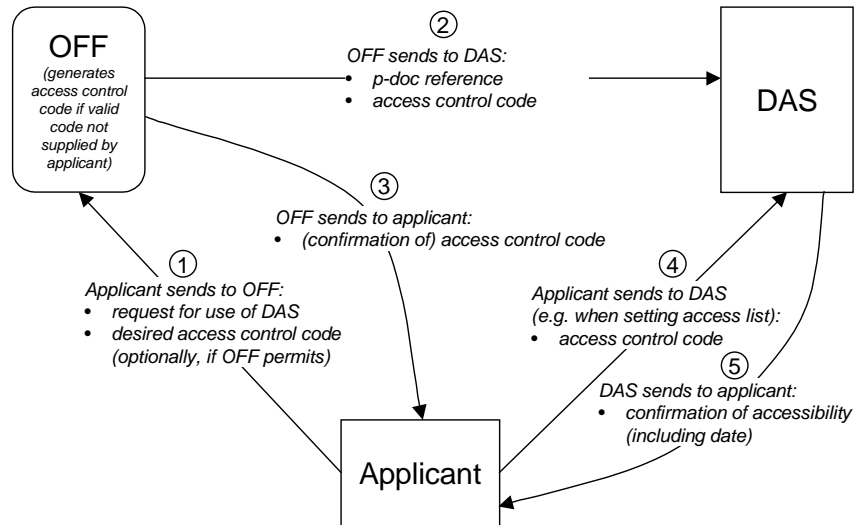 OFF
(generates
access control
code if valid
code not
supplied by
applicant)
②
OFF sends to DAS:
• p-doc reference
• access control code
DAS
③
OFF sends to applicant:
• (confirmation of) access control code
①
Applicant sends to OFF:
• request for use of DAS
• desired access control code
(optionally, if OFF permits)
④
Applicant sends to DAS
(e.g. when setting access list):
• access control code
⑤
DAS sends to applicant:
• confirmation of accessibility
(including date)
Applicant